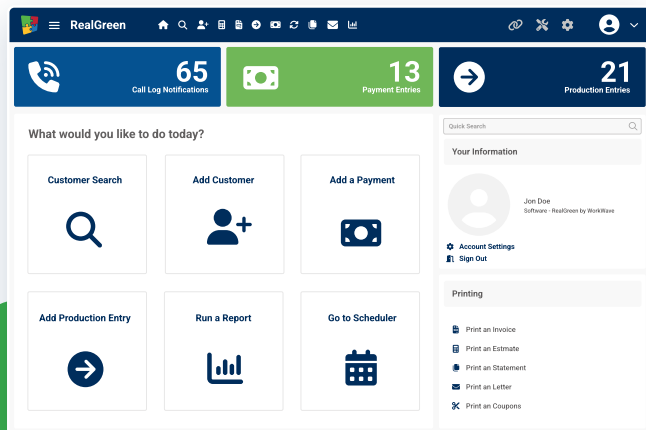 RealGreen
65
Call Log Notifications
13
Payment Entries
21
Production Entries
What would you like to do today?
Customer Search
Add Customer
Add a Payment
Add Production Entry
Run a Report
Go to Scheduler
Quick Search
Your Information
Jon Doe
Software - RealGreen by WorkWave
Account Settings
Sign Out
Printing
Print an Invoice
Print an Estmate
Print an Statement
Print an Letter
Print an Coupons